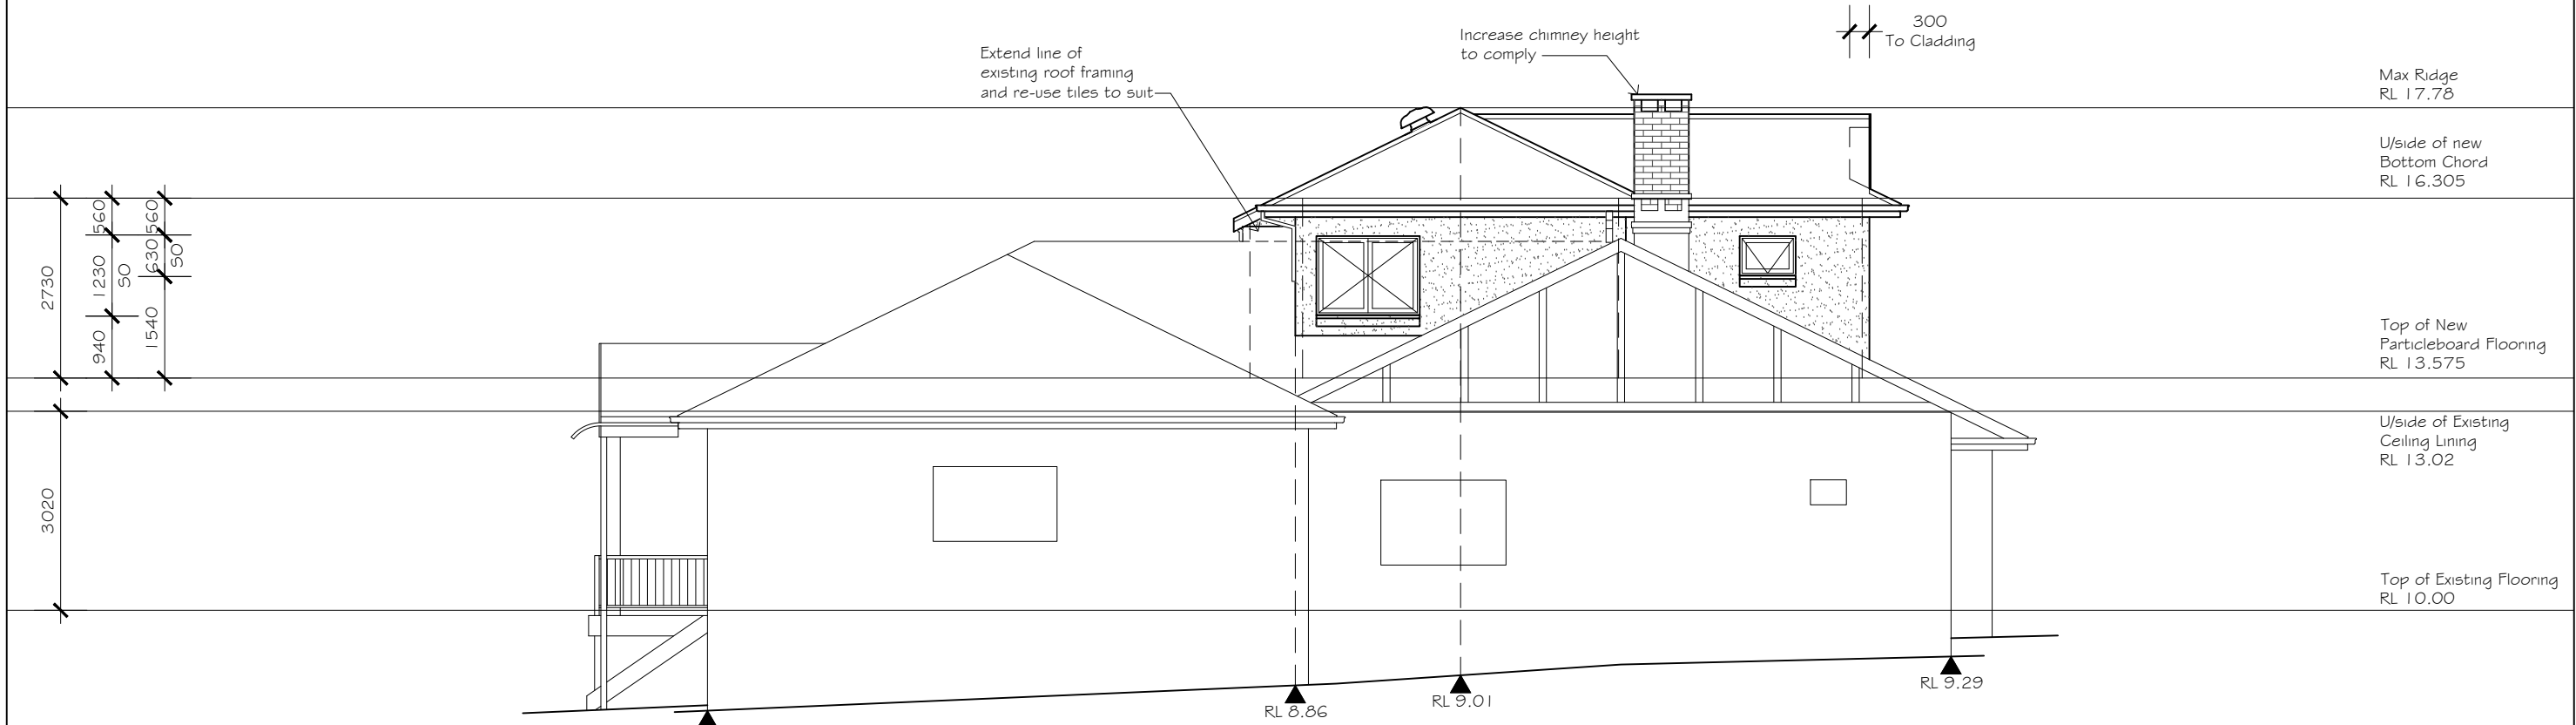 300
To Cladding
Increase chimney height
to comply
Extend line of
existing roof framing
and re-use tiles to suit
Max Ridge
RL 17.78
U/side of new
Bottom Chord
RL 16.305
Top of New
Particleboard Flooring
RL 13.575
U/side of Existing
Ceiling Lining
RL 13.02
Top of Existing Flooring
RL 10.00
2730
560
1230
50
940
560
630
50
1540
3020
RL 8.86
RL 9.01
RL 9.29